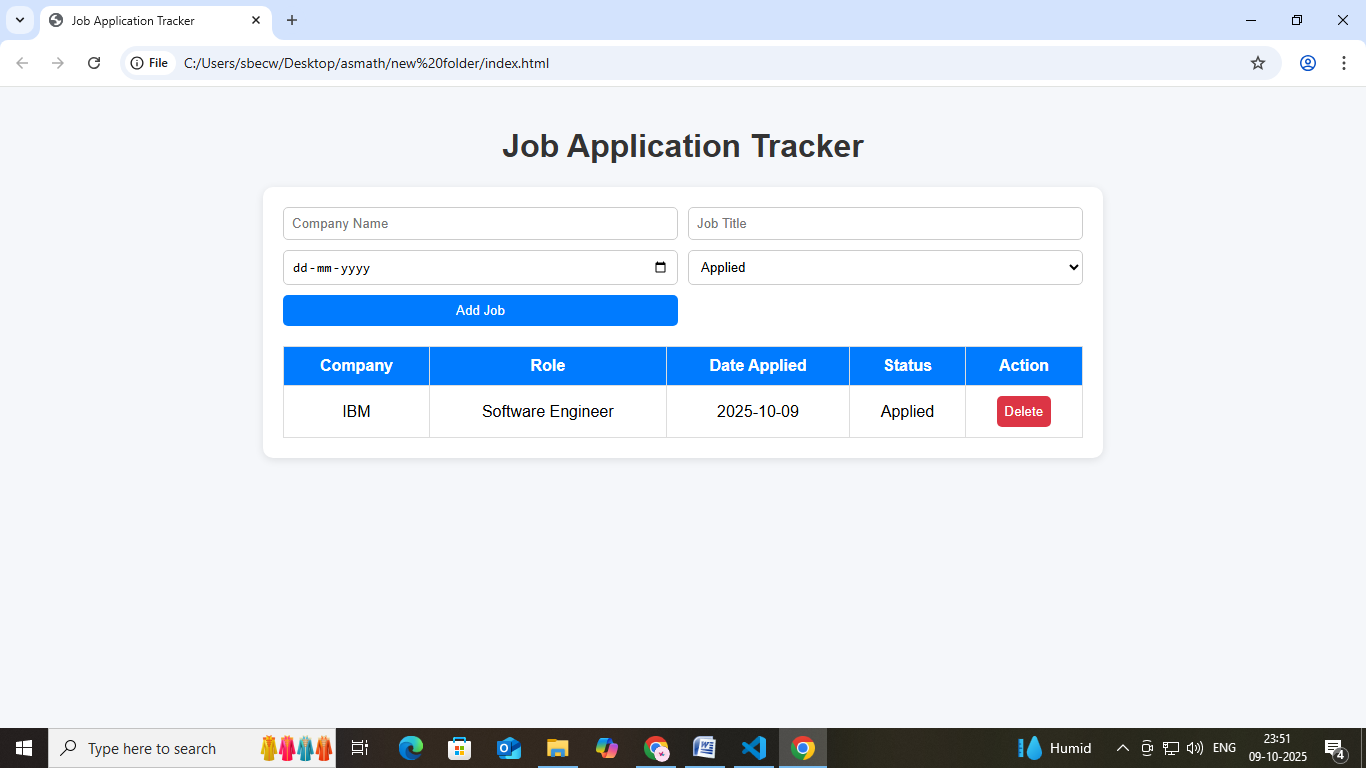 Job Application Tracker
File C:/Users/sbecw/Desktop/asmath/new%20folder/index.html
Job Application Tracker
Company Name Job Title
dd-mm-yyyy Applied
Add Job
Company Role Date Applied Status Action
IBM Software Engineer 2025-10-09 Applied Delete
Type here to search Humid ENG 23:51
09-10-2025 4